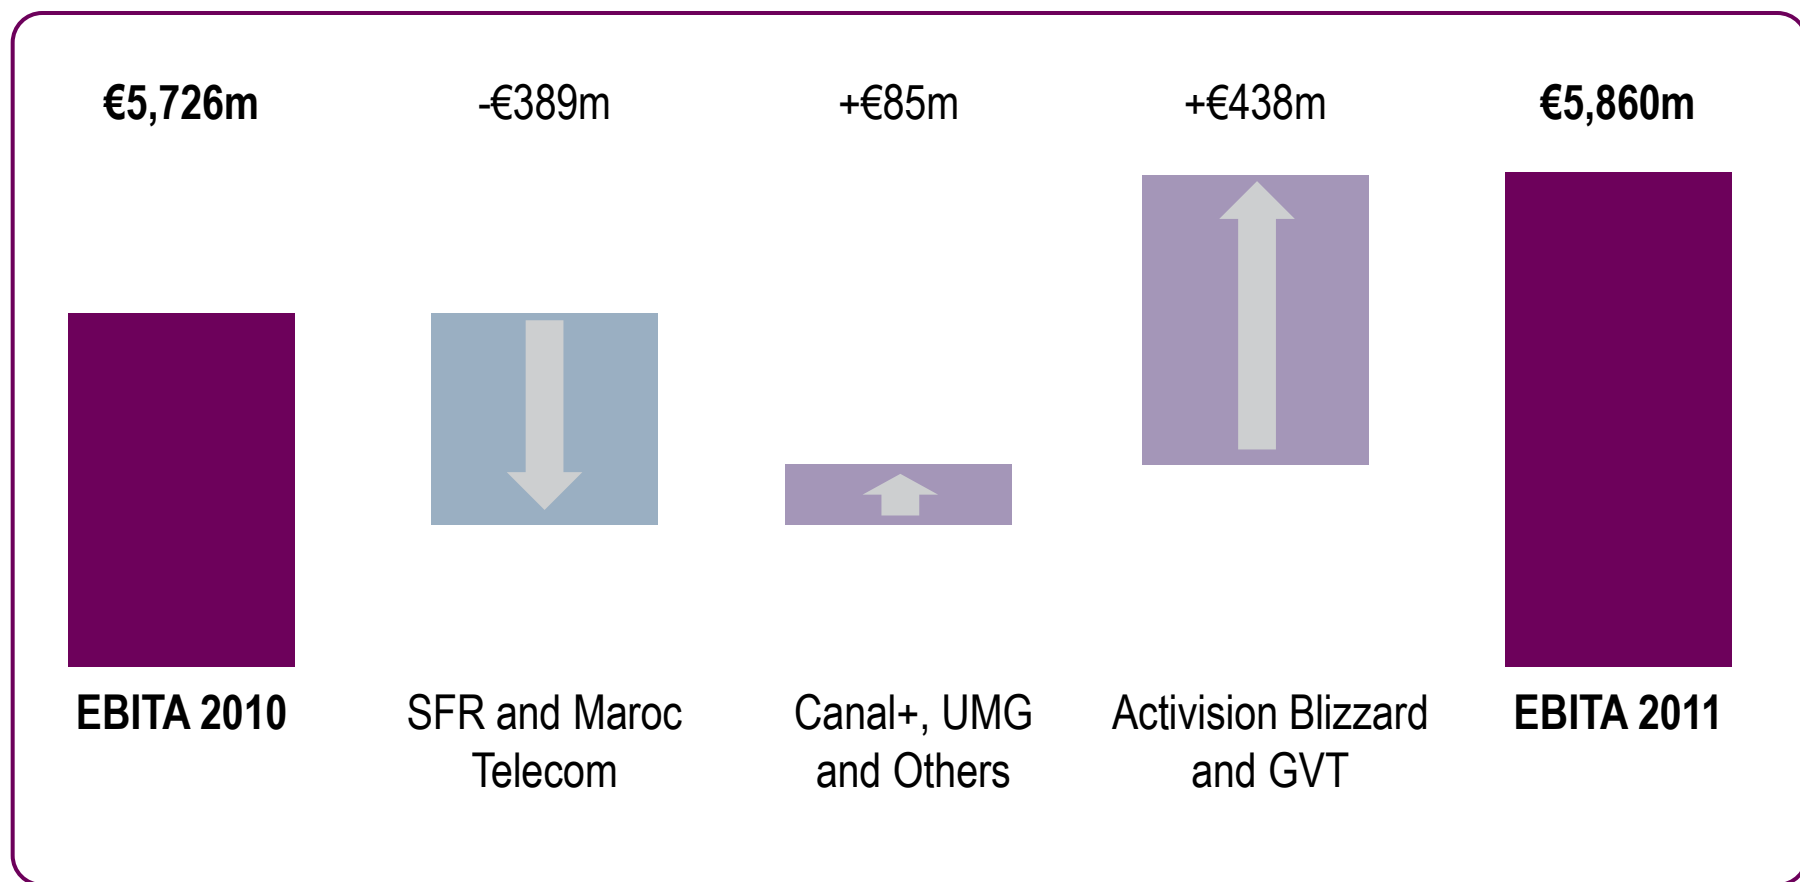 €5,726m
-€389m
+€85m
+€438m
€5,860m
EBITA 2010
SFR and Maroc
Telecom
Canal+, UMG
and Others
Activision Blizzard
and GVT
EBITA 2011